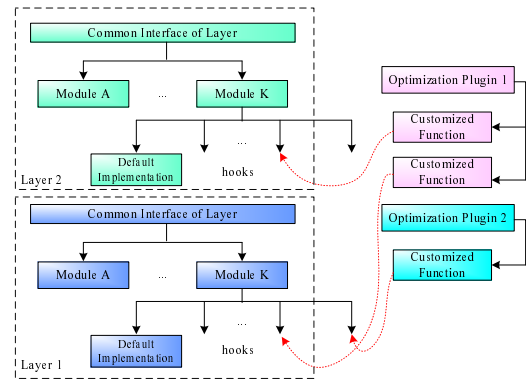 Common Interface of Layer
Module A
...
Module K
...
Default
Implementation
hooks
Layer 2
Common Interface of Layer
Module A
...
Module K
...
Default
Implementation
hooks
Layer 1
Optimization Plugin 1
Customized
Function
Customized
Function
Optimization Plugin 2
Customized
Function